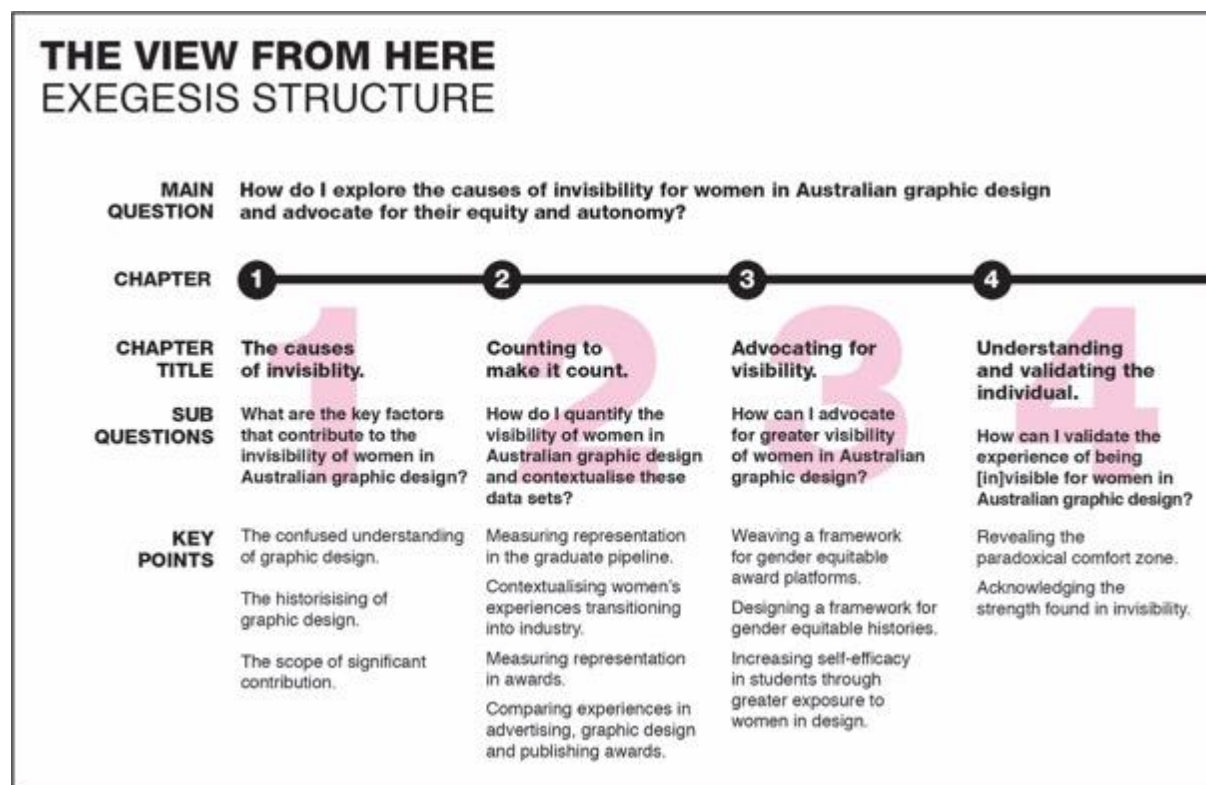 THE VIEW FROM HERE
EXEGESIS STRUCTURE
MAIN
QUESTION
How do I explore the causes of invisibility for women in Australian graphic design
and advocate for their equity and autonomy?
CHAPTER
1
2
3
4
CHAPTER
TITLE
1
The causes
of invisiblity.
2
Counting to
make it count.
3
Advocating for
visibility.
4
Understanding
and validating the
individual.
SUB
QUESTIONS
What are the key factors
that contribute to the
invisibility of women in
Australian graphic design?
How do I quantify the
visibility of women in
Australian graphic design
and contextualise these
data sets?
How can I advocate
for greater visibility
of women in Australian
graphic design?
How can I validate the
experience of being
[in]visible for women in
Australian graphic design?
KEY
POINTS
The confused understanding
of graphic design.
The historisising of
graphic design.
The scope of significant
contribution.
Measuring representation
in the graduate pipeline.
Contextualising women's
experiences transitioning
into industry.
Measuring representation
in awards.
Comparing experiences in
advertising, graphic design
and publishing awards.
Weaving a framework
for gender equitable
award platforms.
Designing a framework for
gender equitable histories.
Increasing self-efficacy
in students through
greater exposure to
women in design.
Revealing the
paradoxical comfort zone.
Acknowledging the
strength found in invisibility.